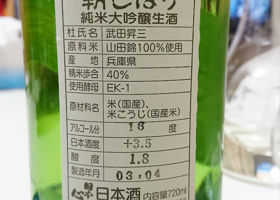 朝しぼり
純米大吟醸生酒
杜氏名 武田昇三
原料米 山田錦100%使用
産地 兵庫県
精米歩合 40%
使用酵母 EK-1
原材料名 米(国産)、
米こうじ(国産米)
アルコール分 16度
日本酒度 +3.5
酸度 1.8
製造年月 03,04
日本酒 内容量720ml